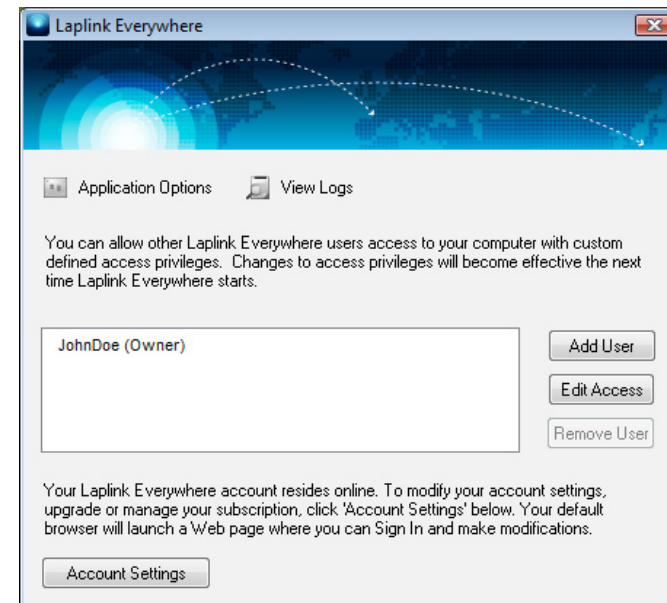 Laplink Everywhere
Application Options View Logs
You can allow other Laplink Everywhere users access to your computer with custom
defined access privileges. Changes to access privileges will become effective the next
time Laplink Everywhere starts.
JohnDoe (Owner)
Add User
Edit Access
Remove User
Your Laplink Everywhere account resides online. To modify your account settings,
upgrade or manage your subscription, click 'Account Settings' below. Your default
browser will launch a Web page where you can Sign In and make modifications.
Account Settings